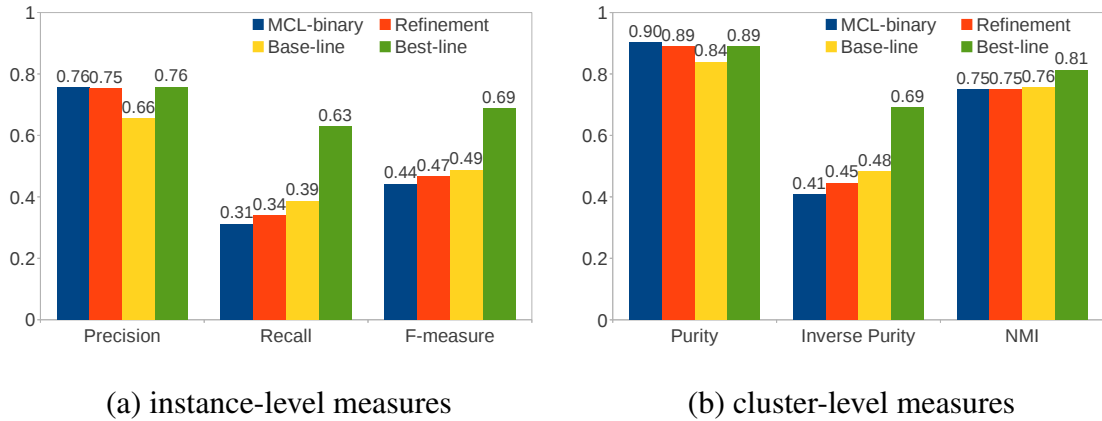 1
0.8
0.6
0.4
0.2
0
MCL-binary Refinement
Base-line Best-line
0.76 0.75 0.66 0.76
0.31 0.34 0.39 0.63
0.44 0.47 0.49 0.69
Precision Recall F-measure
(a) instance-level measures
1
0.8
0.6
0.4
0.2
0
MCL-binary Refinement
Base-line Best-line
0.90 0.89 0.84 0.89
0.41 0.45 0.48 0.69
0.75 0.75 0.76 0.81
Purity Inverse Purity NMI
(b) cluster-level measures